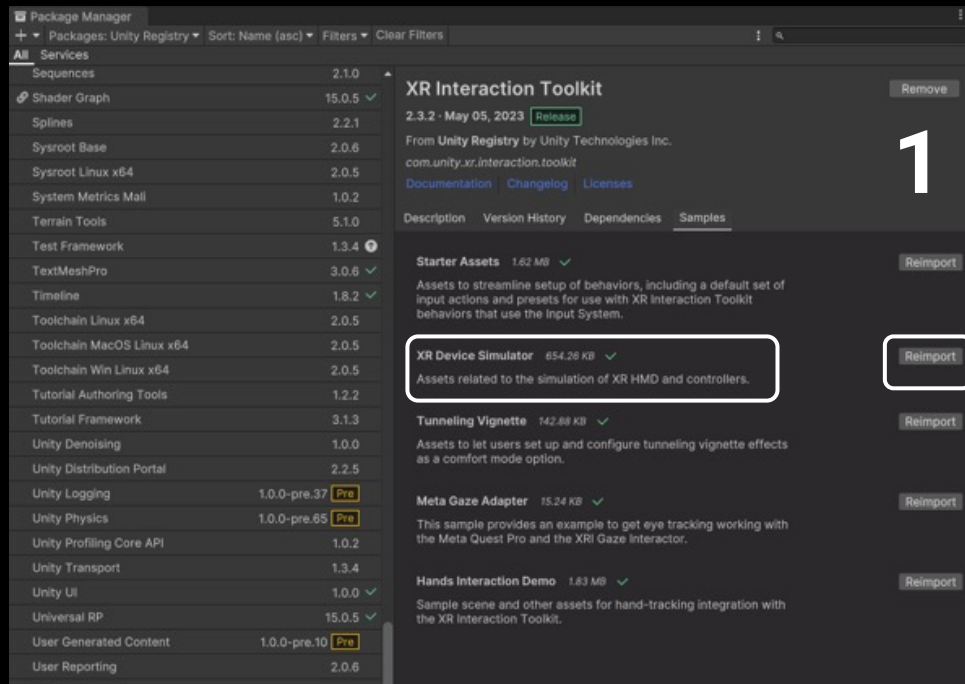 Package Manager
+ Packages: Unity Registry Sort: Name (asc) Filters Clear Filters
All Services
Sequences 2.1.0
Shader Graph 15.0.5
Splines 2.2.1
Sysroot Base 2.0.6
Sysroot Linux x64 2.0.5
System Metrics Mali 1.0.2
Terrain Tools 5.1.0
Test Framework 1.3.4
TextMeshPro 3.0.6
Timeline 1.8.2
Toolchain Linux x64 2.0.5
Toolchain MacOS Linux x64 2.0.5
Toolchain Win Linux x64 2.0.5
Tutorial Authoring Tools 1.2.2
Tutorial Framework 3.1.3
Unity Denoising 1.0.0
Unity Distribution Portal 2.2.5
Unity Logging 1.0.0-pre.37 Pre
Unity Physics 1.0.0-pre.65 Pre
Unity Profiling Core API 1.0.2
Unity Transport 1.3.4
Unity UI 1.0.0
Universal RP 15.0.5
User Generated Content 1.0.0-pre.10 Pre
User Reporting 2.0.6
XR Interaction Toolkit Remove
2.3.2 · May 05, 2023 Release
From Unity Registry by Unity Technologies Inc.
com.unity.xr.interaction.toolkit
Documentation Changelog Licenses
1
Description Version History Dependencies Samples
Starter Assets 1.62 MB Reimport
Assets to streamline setup of behaviors, including a default set of
input actions and presets for use with XR Interaction Toolkit
behaviors that use the Input System.
XR Device Simulator 654.26 KB Reimport
Assets related to the simulation of XR HMD and controllers.
Tunneling Vignette 142.88 KB Reimport
Assets to let users set up and configure tunneling vignette effects
as a comfort mode option.
Meta Gaze Adapter 15.24 KB Reimport
This sample provides an example to get eye tracking working with
the Meta Quest Pro and the XRI Gaze Interactor.
Hands Interaction Demo 1.83 MB Reimport
Sample scene and other assets for hand-tracking integration with
the XR Interaction Toolkit.